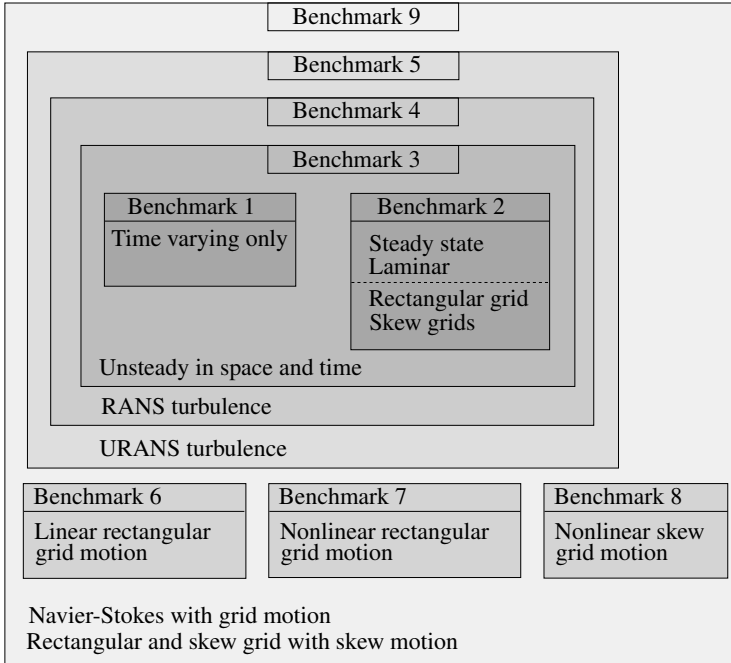 Benchmark 9
Benchmark 5
Benchmark 4
Benchmark 3
Benchmark 1
Time varying only
Benchmark 2
Steady state
Laminar
Rectangular grid
Skew grids
Unsteady in space and time
RANS turbulence
URANS turbulence
Benchmark 6
Linear rectangular
grid motion
Benchmark 7
Nonlinear rectangular
grid motion
Benchmark 8
Nonlinear skew
grid motion
Navier-Stokes with grid motion
Rectangular and skew grid with skew motion